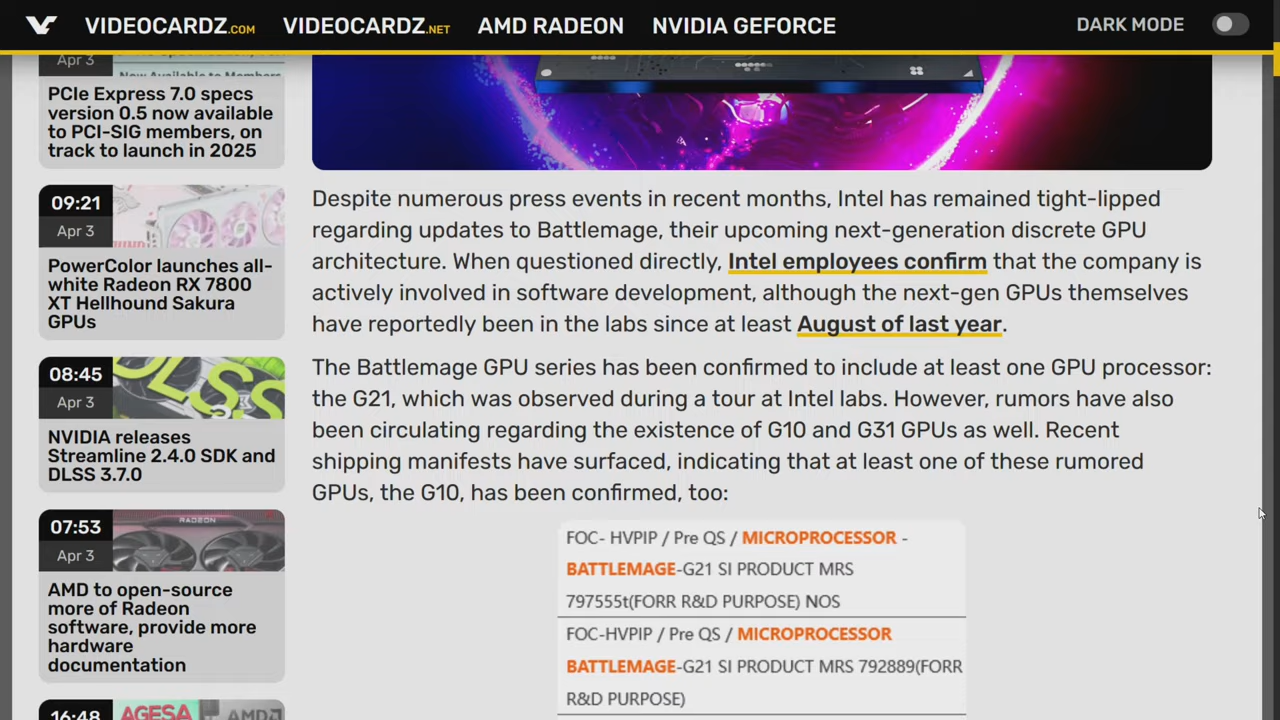 VIDEOCARDZ.COM VIDEOCARDZ.NET AMD RADEON NVIDIA GEFORCE DARK MODE
Apr 3
Now Available to Members
PCIe Express 7.0 specs
version 0.5 now available
to PCI-SIG members, on
track to launch in 2025
09:21
Apr 3
PowerColor launches all-
white Radeon RX 7800
XT Hellhound Sakura
GPUs
08:45
Apr 3
DLSS
NVIDIA releases
Streamline 2.4.0 SDK and
DLSS 3.7.0
07:53
Apr 3
RADEON
AMD to open-source
more of Radeon
software, provide more
hardware
documentation
16:48
AGESA
AMD
Despite numerous press events in recent months, Intel has remained tight-lipped
regarding updates to Battlemage, their upcoming next-generation discrete GPU
architecture. When questioned directly, Intel employees confirm that the company is
actively involved in software development, although the next-gen GPUs themselves
have reportedly been in the labs since at least August of last year.
The Battlemage GPU series has been confirmed to include at least one GPU processor:
the G21, which was observed during a tour at Intel labs. However, rumors have also
been circulating regarding the existence of G10 and G31 GPUs as well. Recent
shipping manifests have surfaced, indicating that at least one of these rumored
GPUs, the G10, has been confirmed, too:
FOC- HVPIP / Pre QS / MICROPROCESSOR -
BATTLEMAGE-G21 SI PRODUCT MRS
797555t(FORR R&D PURPOSE) NOS
FOC-HVPIP / Pre QS / MICROPROCESSOR
BATTLEMAGE-G21 SI PRODUCT MRS 792889(FORR
R&D PURPOSE)